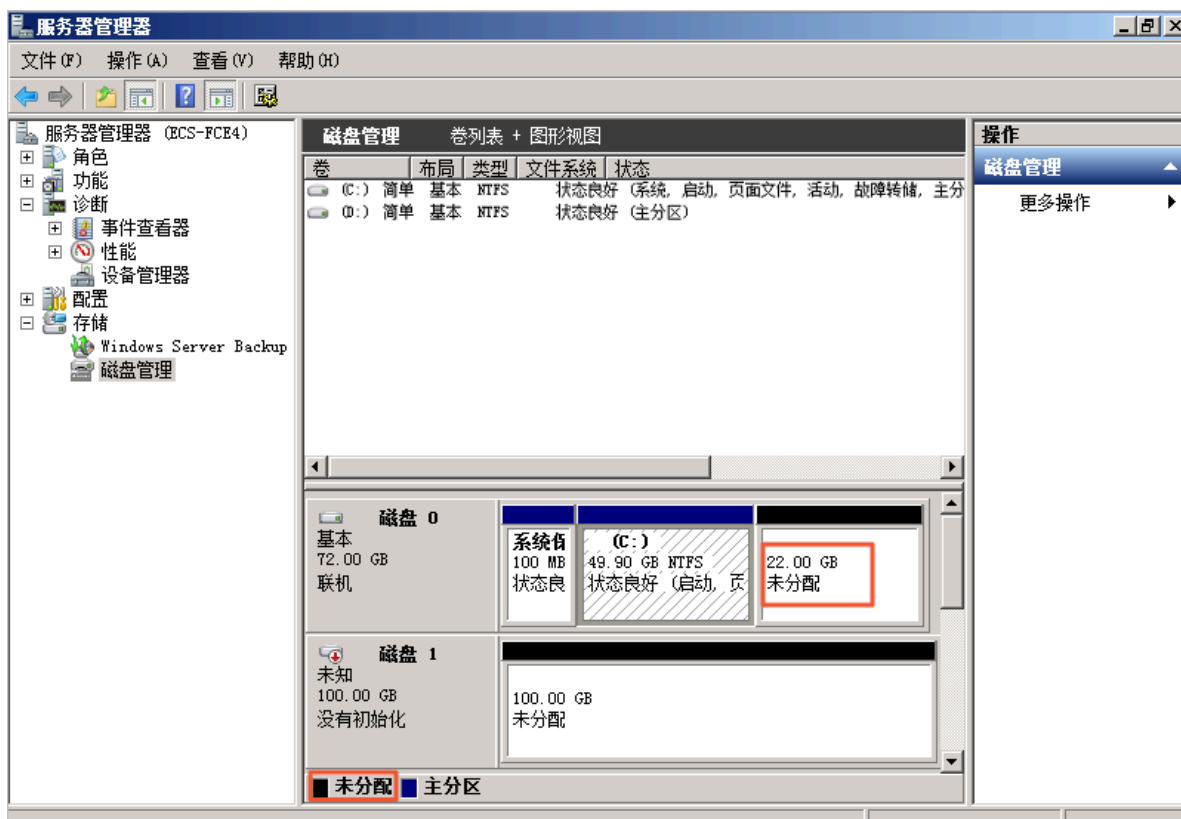 服务器管理器
文件(F) 操作(A) 查看(V) 帮助(H)
服务器管理器 (ECS-FCE4)
角色
功能
诊断
事件查看器
性能
设备管理器
配置
存储
Windows Server Backup
磁盘管理
磁盘管理 卷列表 + 图形视图
卷 布局 类型 文件系统 状态
(C:) 简单 基本 NTFS 状态良好 (系统, 启动, 页面文件, 活动, 故障转储, 主分
(D:) 简单 基本 NTFS 状态良好 (主分区)
磁盘 0
基本
72.00 GB
联机
系统保
100 MB
状态良
(C:)
49.90 GB NTFS
状态良好 (启动, 页
22.00 GB
未分配
磁盘 1
未知
100.00 GB
没有初始化
100.00 GB
未分配
未分配 主分区
操作
磁盘管理
更多操作